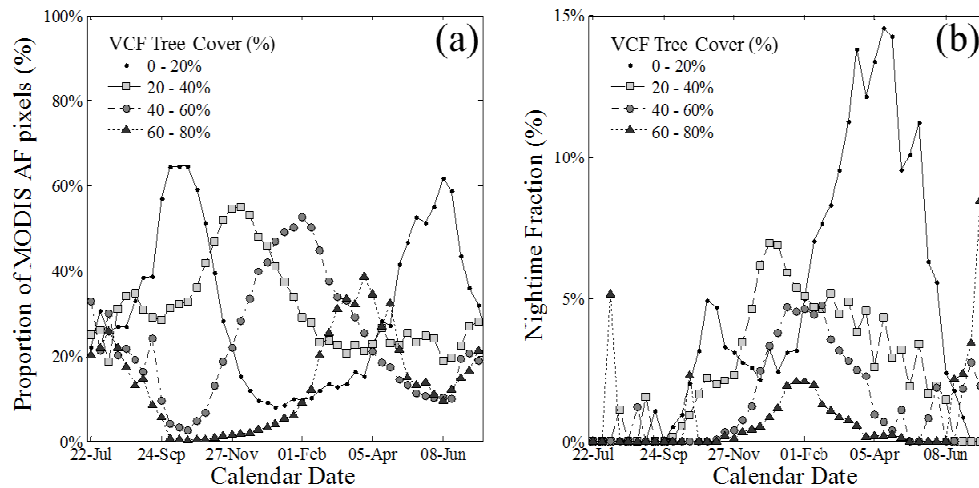 (a)
VCF Tree Cover (%)
0 - 20%
20 - 40%
40 - 60%
60 - 80%
Proportion of MODIS AF pixels (%)
100%
80%
60%
40%
20%
0%
22-Jul
24-Sep
27-Nov
01-Feb
05-Apr
08-Jun
Calendar Date
(b)
VCF Tree Cover (%)
0 - 20%
20 - 40%
40 - 60%
60 - 80%
Nightime Fraction (%)
15%
10%
5%
0%
22-Jul
24-Sep
27-Nov
01-Feb
05-Apr
08-Jun
Calendar Date